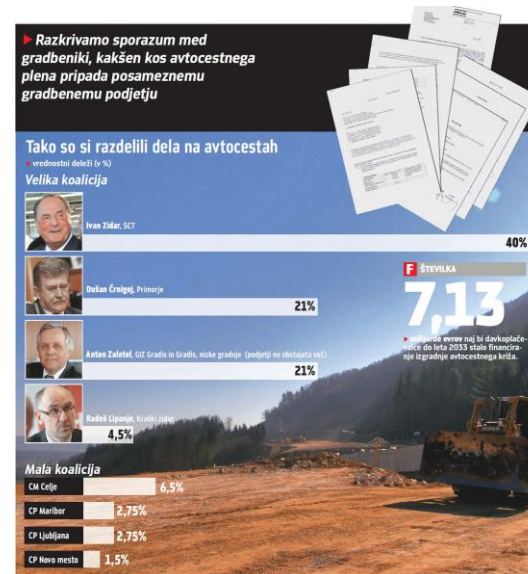 Razkrivamo sporazum med
gradbeniki, kakšen kos avtocestnega
plena pripada posameznemu
gradbenemu podjetju
Tako so si razdelili dela na avtocestah
vrednostni deleži (v %)
Velika koalicija
Ivan Zidar, SCT
40%
Dušan Črnigoj, Primorje
21%
F ŠTEVILKA
7,13
milijarde evrov naj bi davkoplače-
valce do leta 2033 stalo financira-
nje izgradnje avtocestnega križa.
Anton Zaletel, GIZ Gradis in Gradis, nizke gradnje (podjetji ne obstajata več)
21%
Radoš Lipanje, Kraški zidar
4,5%
Mala koalicija
CM Celje 6,5%
CP Maribor 2,75%
CP Ljubljana 2,75%
CP Novo mesto 1,5%